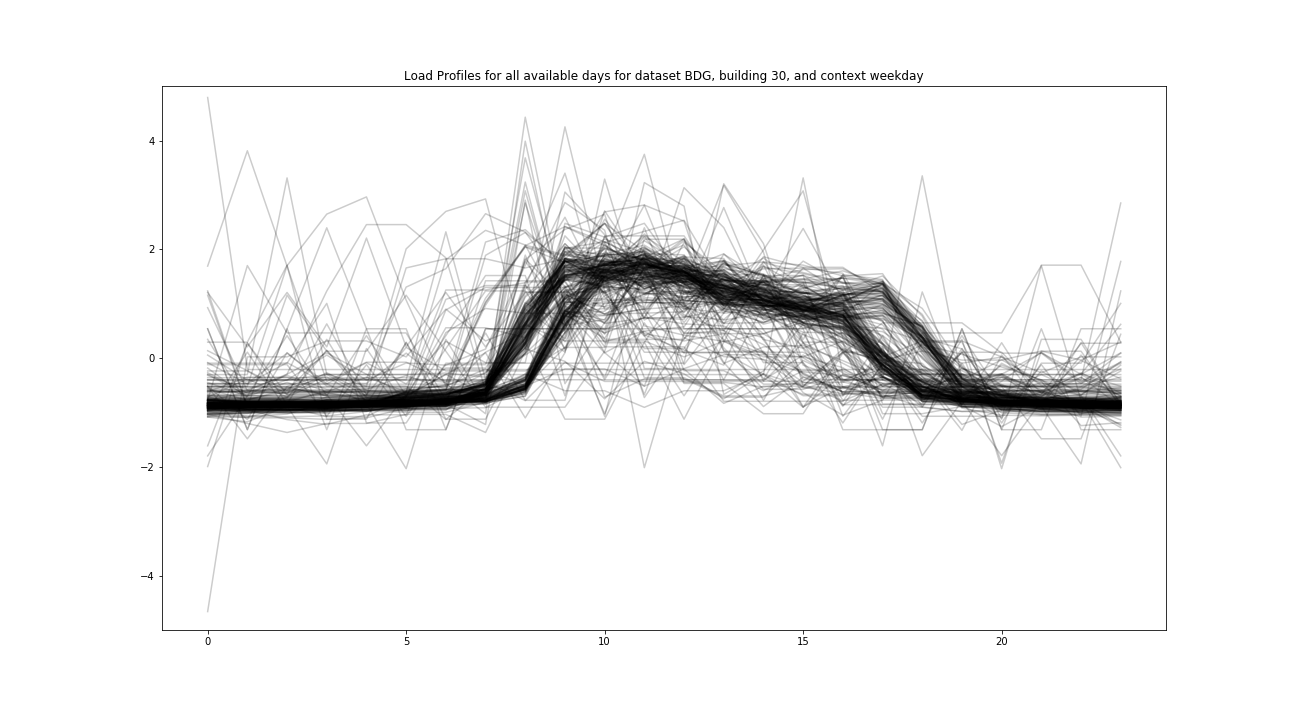 Load Profiles for all available days for dataset BDG, building 30, and context weekday
4
2
0
−2
−4
0 5 10 15 20